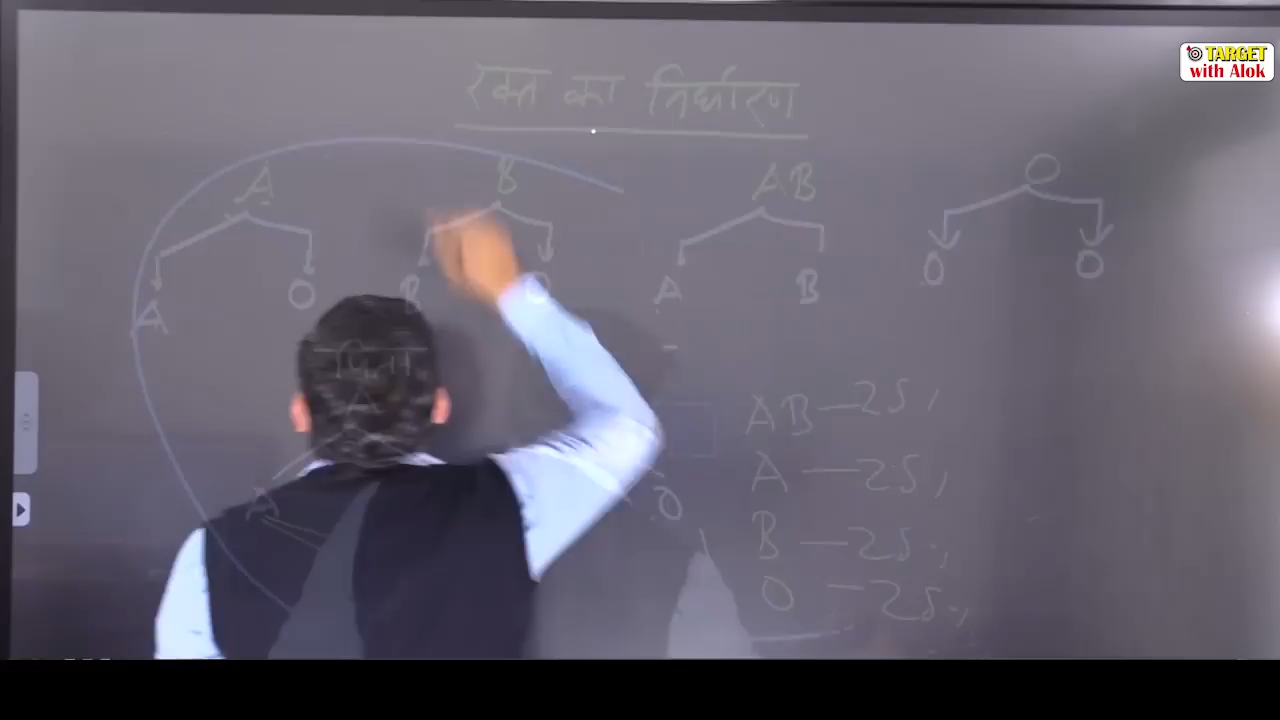 TARGET
with Alok
रक्त का निर्धारण
A B AB O
A O B O A B O O
पिता
A
A O
AB — 25%
A — 25%
B — 25%
O — 25%